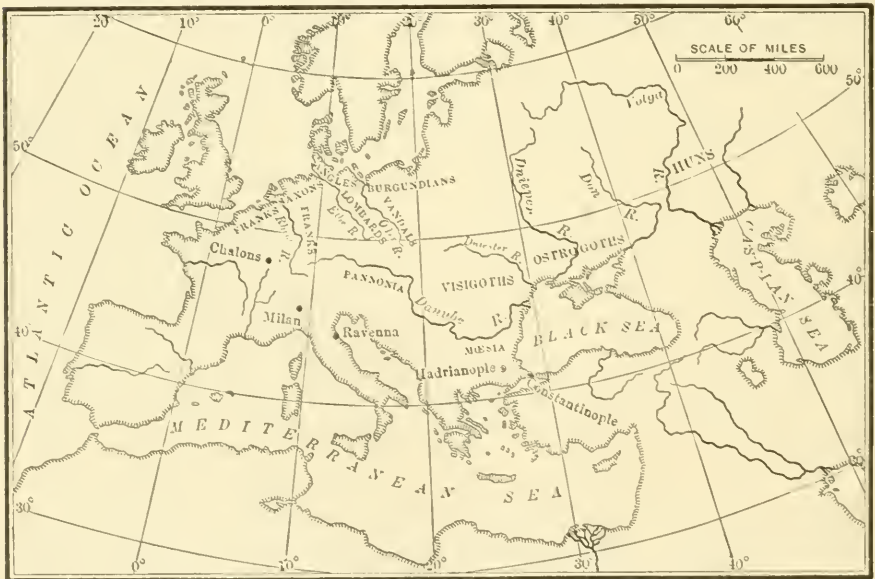 20° 10° 0° 10° 20° 30° 40° 50° 60°
SCALE OF MILES
0 200 400 600
50°
50°
40°
40°
30°
ATLANTIC OCEAN
Volga R.
HUNS
Dnieper R.
Don R.
ANGLES
BURGUNDIANS
FRANKS
SAXONS
LOMBARDS
VANDALS
Elbe R.
Oder R.
FRANKS
R.
Chalons
Dniester R.
OSTROGOTHS
VISIGOTHS
PANNONIA
Danube R.
CASPIAN SEA
Milan
Ravenna
MŒSIA
BLACK SEA
Hadrianople
Constantinople
MEDITERRANEAN SEA
0° 10° 20° 30° 40°